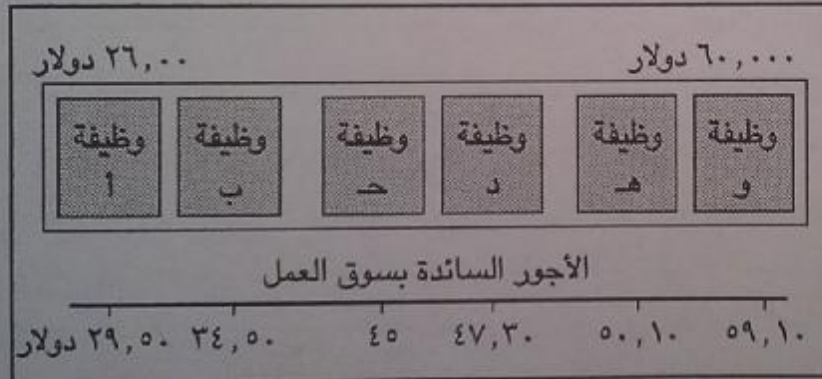 ٦٠,٠٠٠ دولار ٢٦,٠٠ دولار
وظيفة و وظيفة هـ وظيفة د وظيفة حـ وظيفة ب وظيفة أ
الأجور السائدة بسوق العمل
٥٩,١٠ ٥٠,١٠ ٤٧,٣٠ ٤٥ ٣٤,٥٠ ٢٩,٥٠ دولار